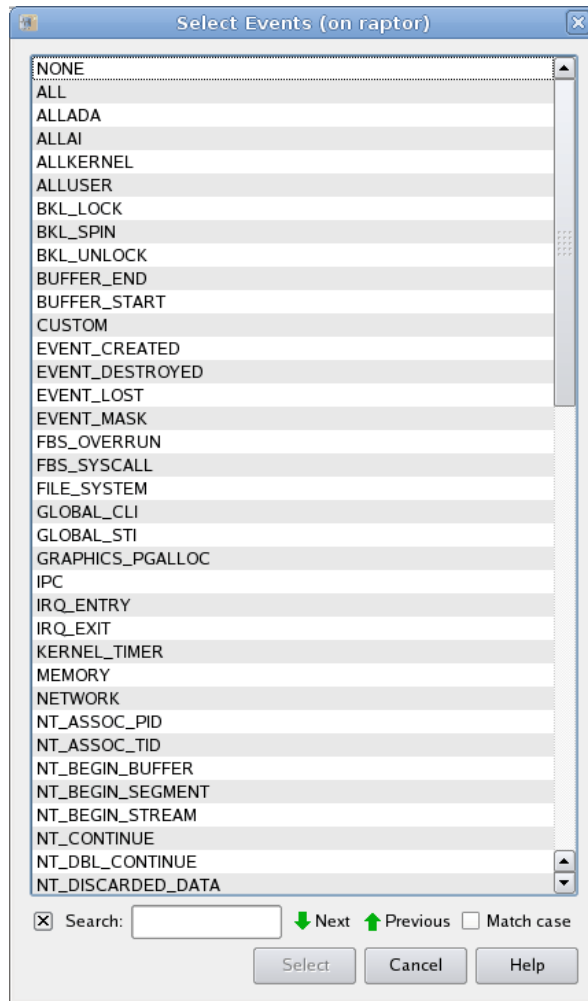 Select Events (on raptor)
NONE
ALL
ALLADA
ALLAI
ALLKERNEL
ALLUSER
BKL_LOCK
BKL_SPIN
BKL_UNLOCK
BUFFER_END
BUFFER_START
CUSTOM
EVENT_CREATED
EVENT_DESTROYED
EVENT_LOST
EVENT_MASK
FBS_OVERRUN
FBS_SYSCALL
FILE_SYSTEM
GLOBAL_CLI
GLOBAL_STI
GRAPHICS_PGALLOC
IPC
IRQ_ENTRY
IRQ_EXIT
KERNEL_TIMER
MEMORY
NETWORK
NT_ASSOC_PID
NT_ASSOC_TID
NT_BEGIN_BUFFER
NT_BEGIN_SEGMENT
NT_BEGIN_STREAM
NT_CONTINUE
NT_DBL_CONTINUE
NT_DISCARDED_DATA
Search: Next Previous Match case
Select Cancel Help